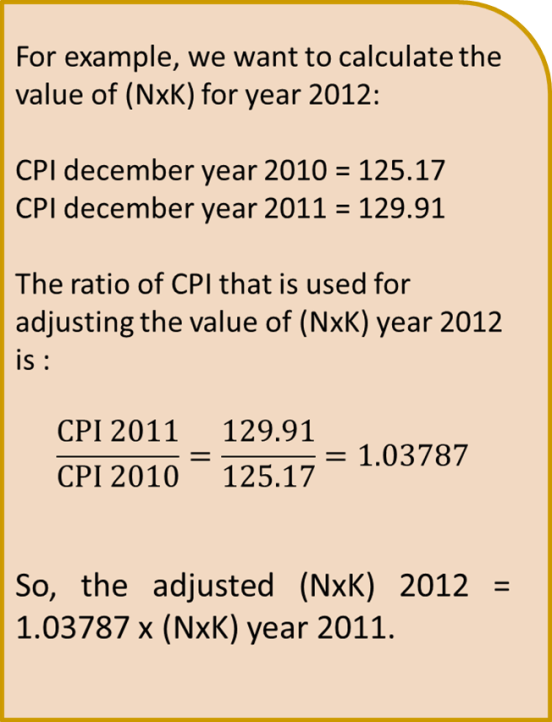 For example, we want to calculate the
value of (NxK) for year 2012:
CPI december year 2010 = 125.17
CPI december year 2011 = 129.91
The ratio of CPI that is used for
adjusting the value of (NxK) year 2012
is :
CPI 2011 / CPI 2010 = 129.91 / 125.17 = 1.03787
So, the adjusted (NxK) 2012 =
1.03787 x (NxK) year 2011.